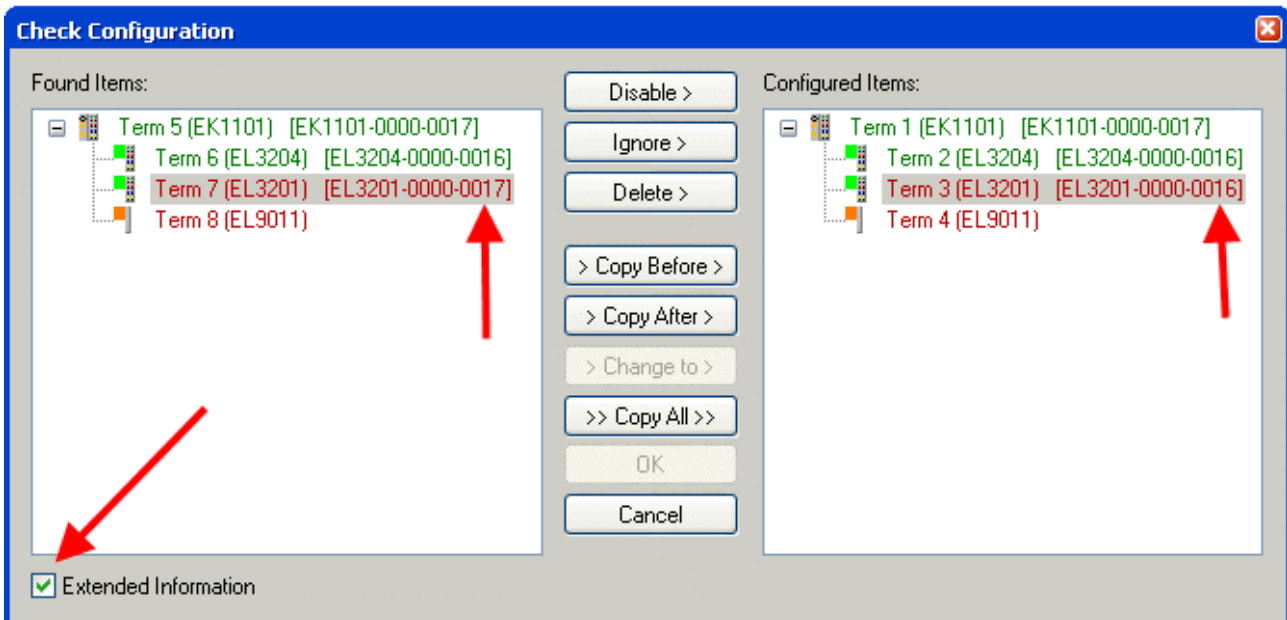 Check Configuration
Found Items:
Term 5 (EK1101) [EK1101-0000-0017]
Term 6 (EL3204) [EL3204-0000-0016]
Term 7 (EL3201) [EL3201-0000-0017]
Term 8 (EL9011)
Extended Information
Disable >
Ignore >
Delete >
> Copy Before >
> Copy After >
> Change to >
>> Copy All >>
OK
Cancel
Configured Items:
Term 1 (EK1101) [EK1101-0000-0017]
Term 2 (EL3204) [EL3204-0000-0016]
Term 3 (EL3201) [EL3201-0000-0016]
Term 4 (EL9011)